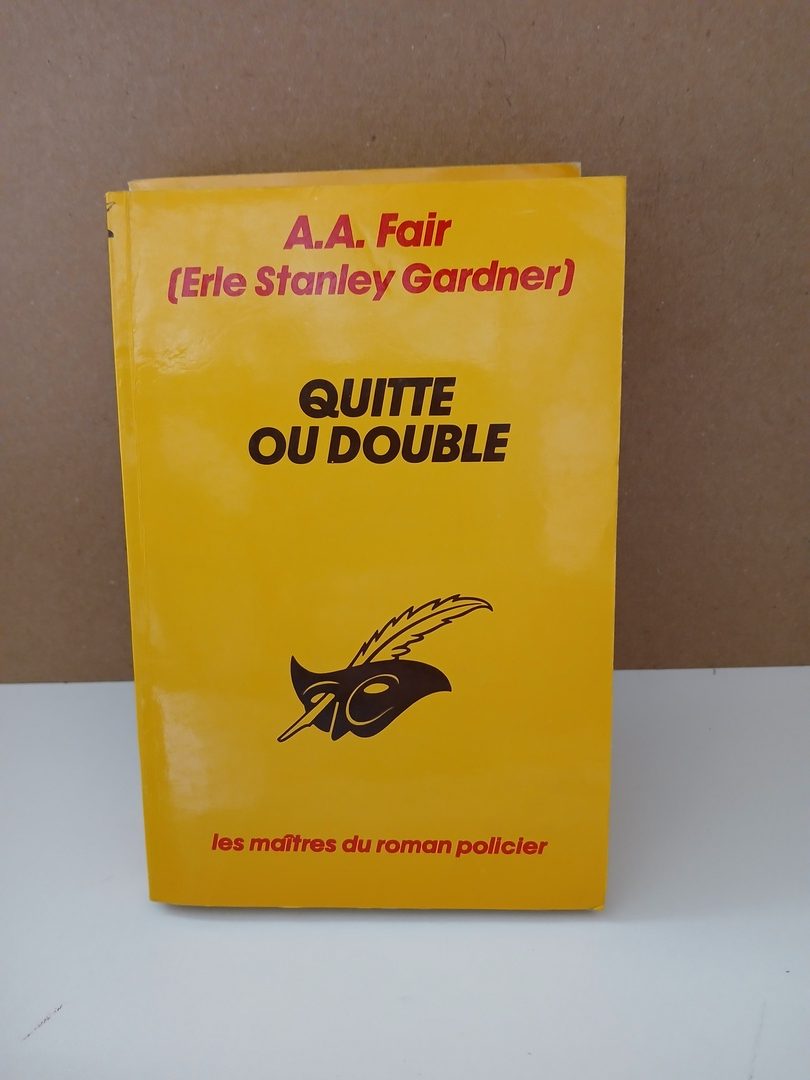 A.A. Fair
(Erle Stanley Gardner)
QUITTE
OU DOUBLE
les maîtres du roman policier